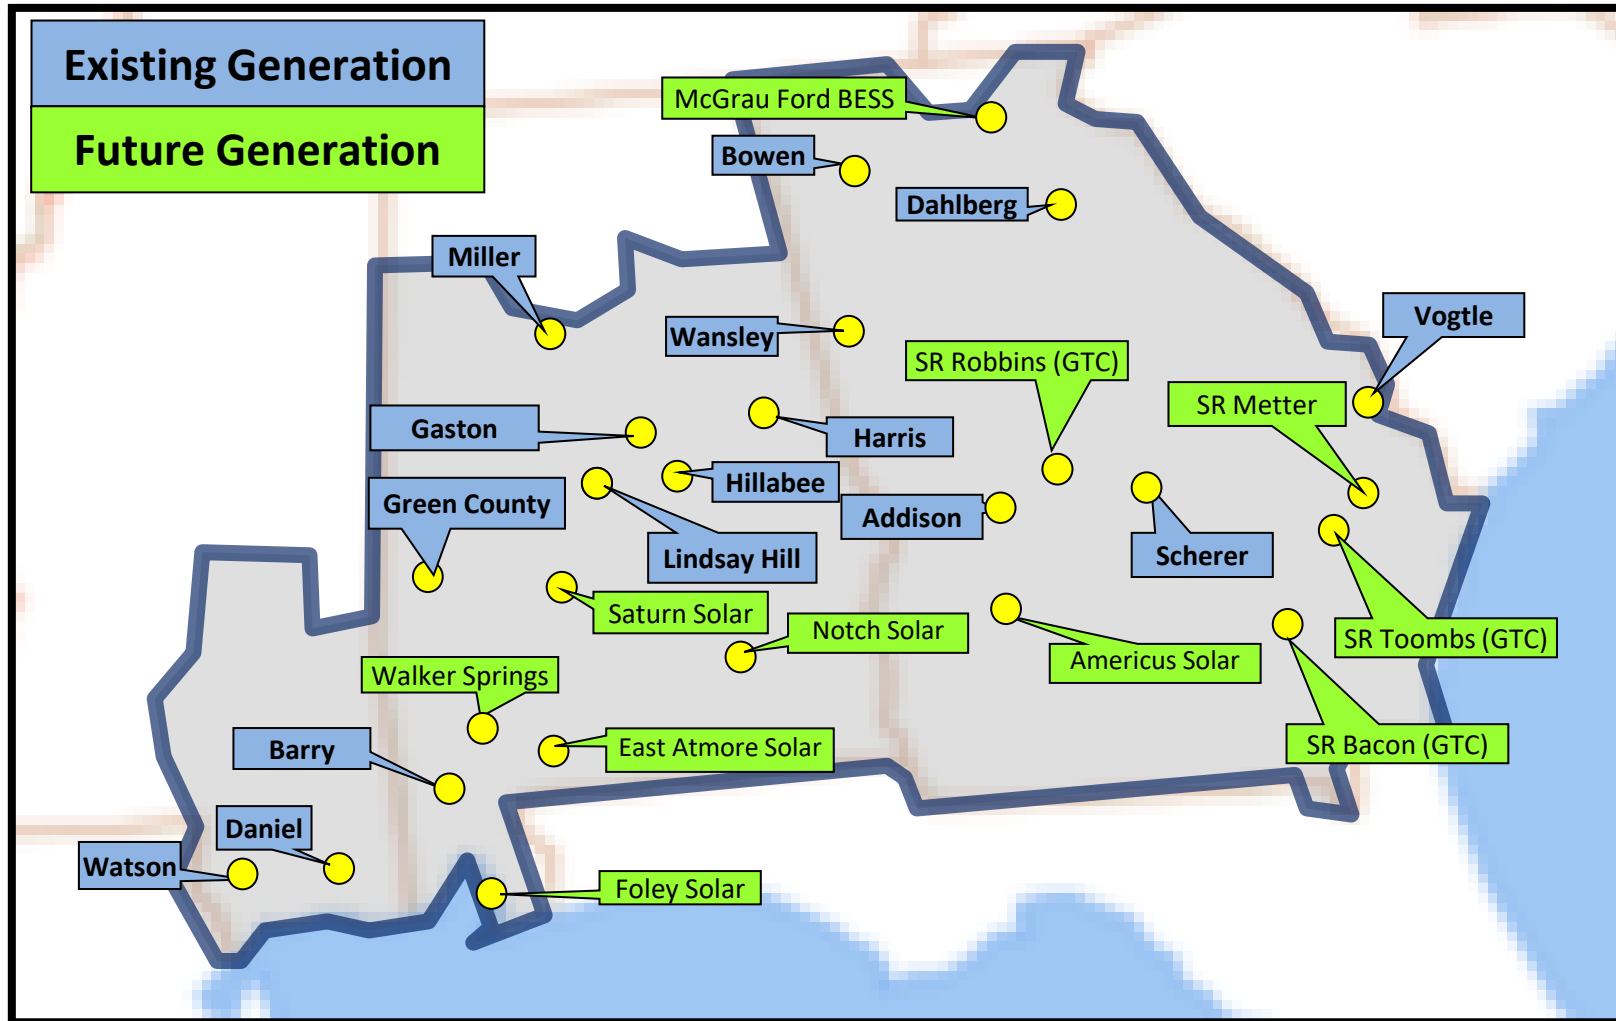 Existing Generation
Future Generation
McGrau Ford BESS
Bowen
Dahlberg
Miller
Vogtle
Wansley
SR Robbins (GTC)
SR Metter
Gaston
Harris
Hillabee
Green County
Addison
Lindsay Hill
Scherer
Saturn Solar
Notch Solar
SR Toombs (GTC)
Americus Solar
Walker Springs
Barry
East Atmore Solar
SR Bacon (GTC)
Daniel
Watson
Foley Solar